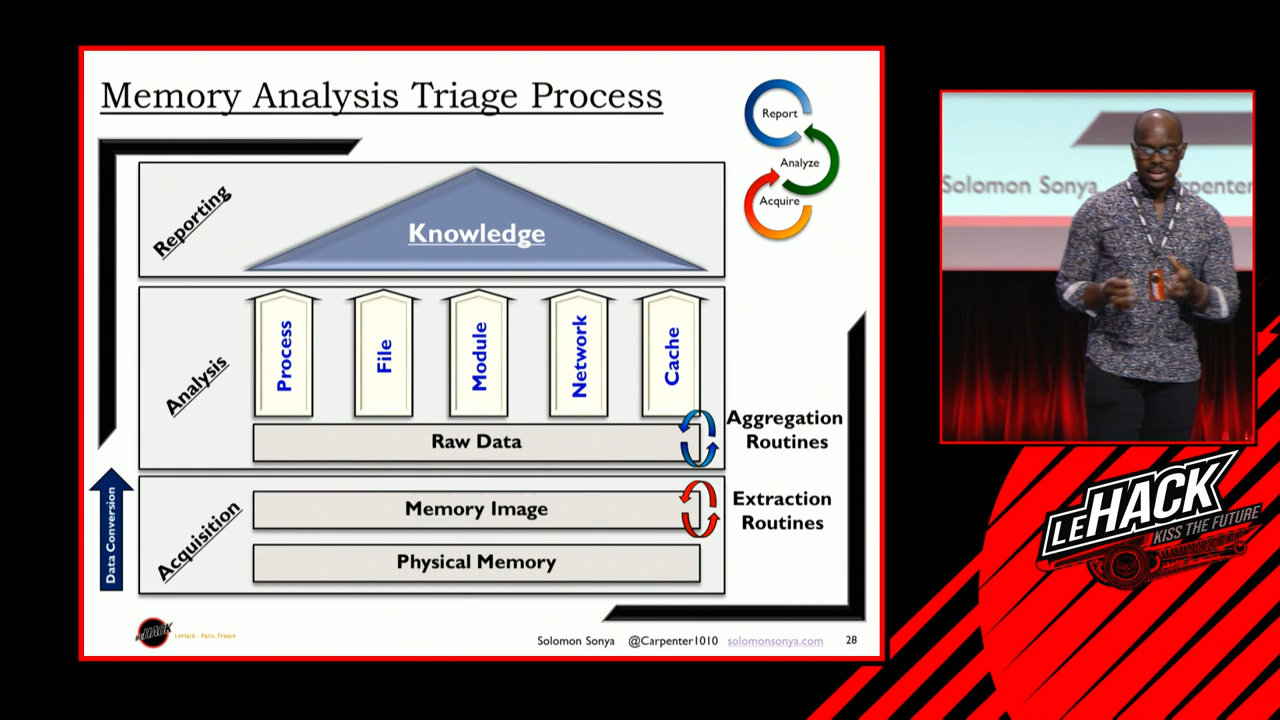 Memory Analysis Triage Process
Report
Analyze
Acquire
Reporting
Knowledge
Analysis
Process
File
Module
Network
Cache
Raw Data
Aggregation
Routines
Data Conversion
Acquisition
Memory Image
Physical Memory
Extraction
Routines
LeHACK
LeHack - Paris, France
Solomon Sonya @Carpenter1010 solomonsonya.com 28
Solomon Sonya
arpenter
LEHACK
KISS THE FUTURE